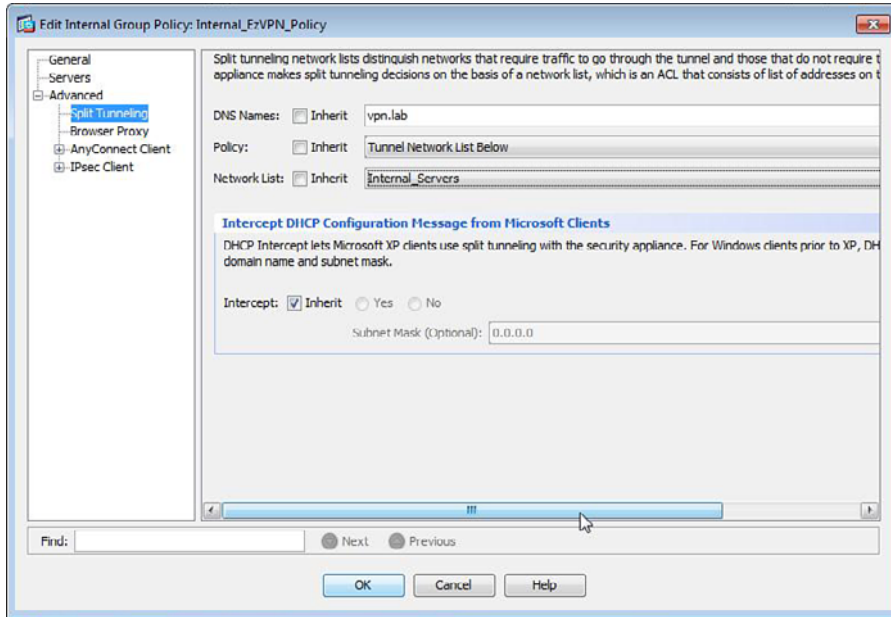 Edit Internal Group Policy: Internal_EzVPN_Policy
General
Servers
Advanced
Split Tunneling
Browser Proxy
AnyConnect Client
IPsec Client
Split tunneling network lists distinguish networks that require traffic to go through the tunnel and those that do not require t
appliance makes split tunneling decisions on the basis of a network list, which is an ACL that consists of list of addresses on t
DNS Names: Inherit vpn.lab
Policy: Inherit Tunnel Network List Below
Network List: Inherit Internal_Servers
Intercept DHCP Configuration Message from Microsoft Clients
DHCP Intercept lets Microsoft XP clients use split tunneling with the security appliance. For Windows clients prior to XP, DH
domain name and subnet mask.
Intercept: Inherit Yes No
Subnet Mask (Optional): 0.0.0.0
Find: Next Previous
OK Cancel Help